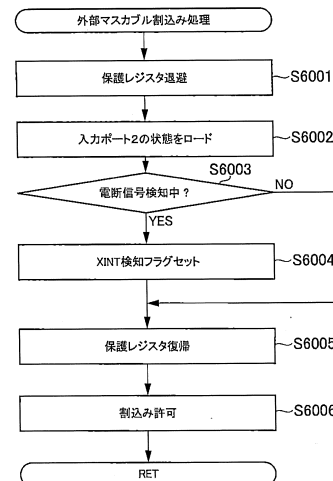 外部マスカブル割込み処理
保護レジスタ退避
S6001
入力ポート2の状態をロード
S6002
S6003
電断信号検知中?
NO
YES
XINT検知フラグセット
S6004
保護レジスタ復帰
S6005
割込み許可
S6006
RET